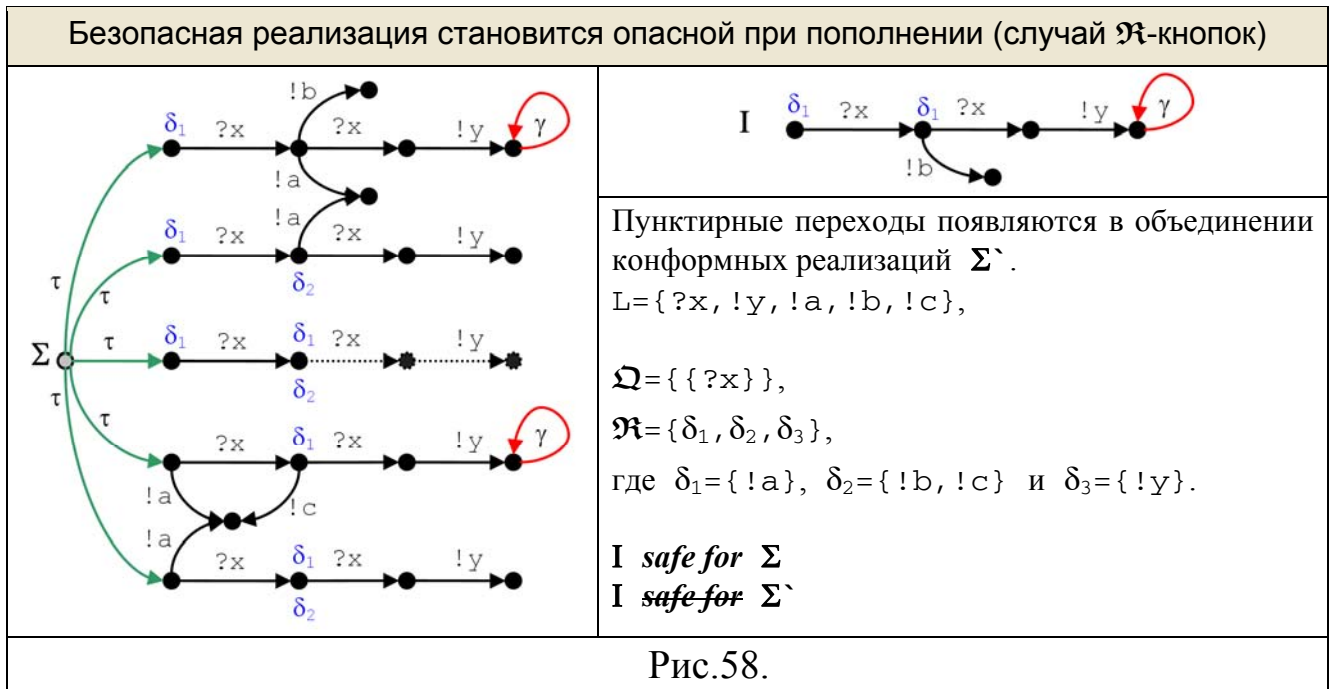 Безопасная реализация становится опасной при пополнении (случай ℜ-кнопок)
!b
δ₁ ?x ?x !y γ
!a
!a
δ₁ ?x ?x !y
δ₂
τ
τ
Σ τ δ₁ ?x δ₁ ?x !y
δ₂
τ
τ
?x δ₁ ?x !y γ
!a !c
!a
?x δ₁ ?x !y
δ₂
I δ₁ ?x δ₁ ?x !y γ
!b
Пунктирные переходы появляются в объединении
конформных реализаций Σ`.
L={?x,!y,!a,!b,!c},
𝔔={{?x}},
ℜ={δ₁,δ₂,δ₃},
где δ₁={!a}, δ₂={!b,!c} и δ₃={!y}.
I safe for Σ
I safe for Σ`
Рис.58.